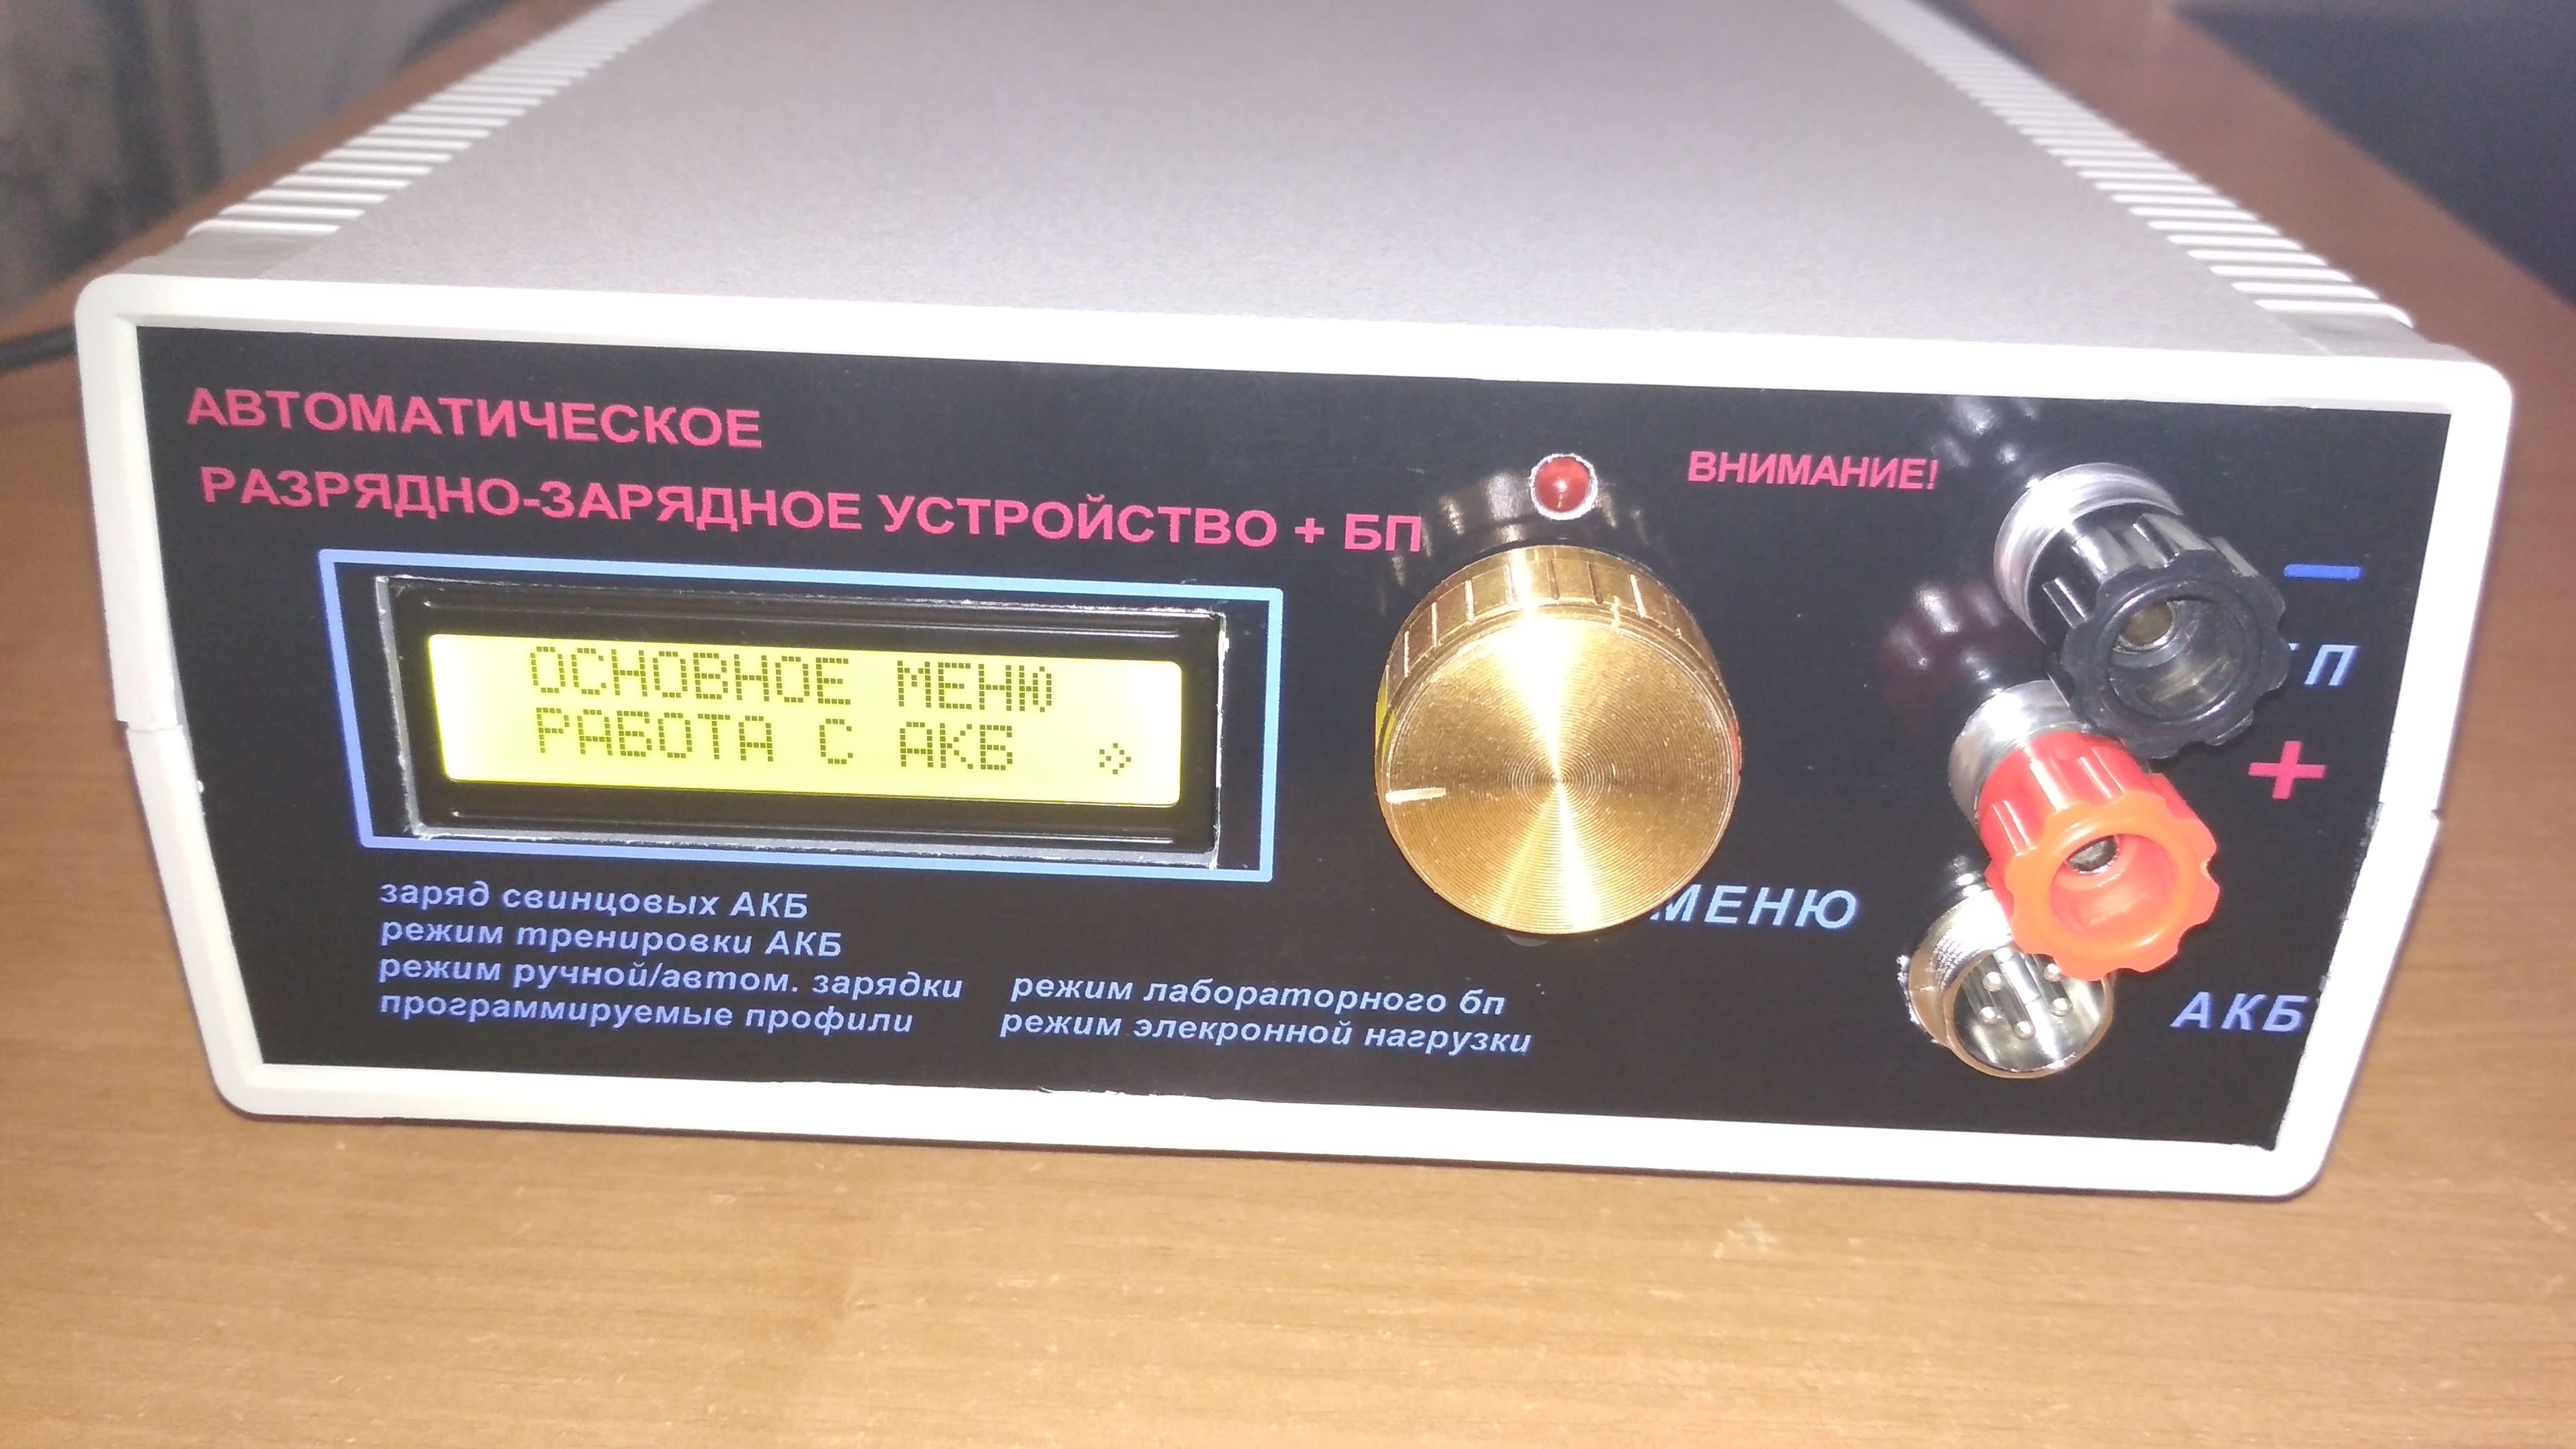 АВТОМАТИЧЕСКОЕ
РАЗРЯДНО-ЗАРЯДНОЕ УСТРОЙСТВО + БП
ВНИМАНИЕ!
ОСНОВНОЕ МЕНЮ
РАБОТА С АКБ
−
+
МЕНЮ
АКБ
заряд свинцовых АКБ
режим тренировки АКБ
режим ручной/автом. зарядки
программируемые профили
режим лабораторного бп
режим элекронной нагрузки